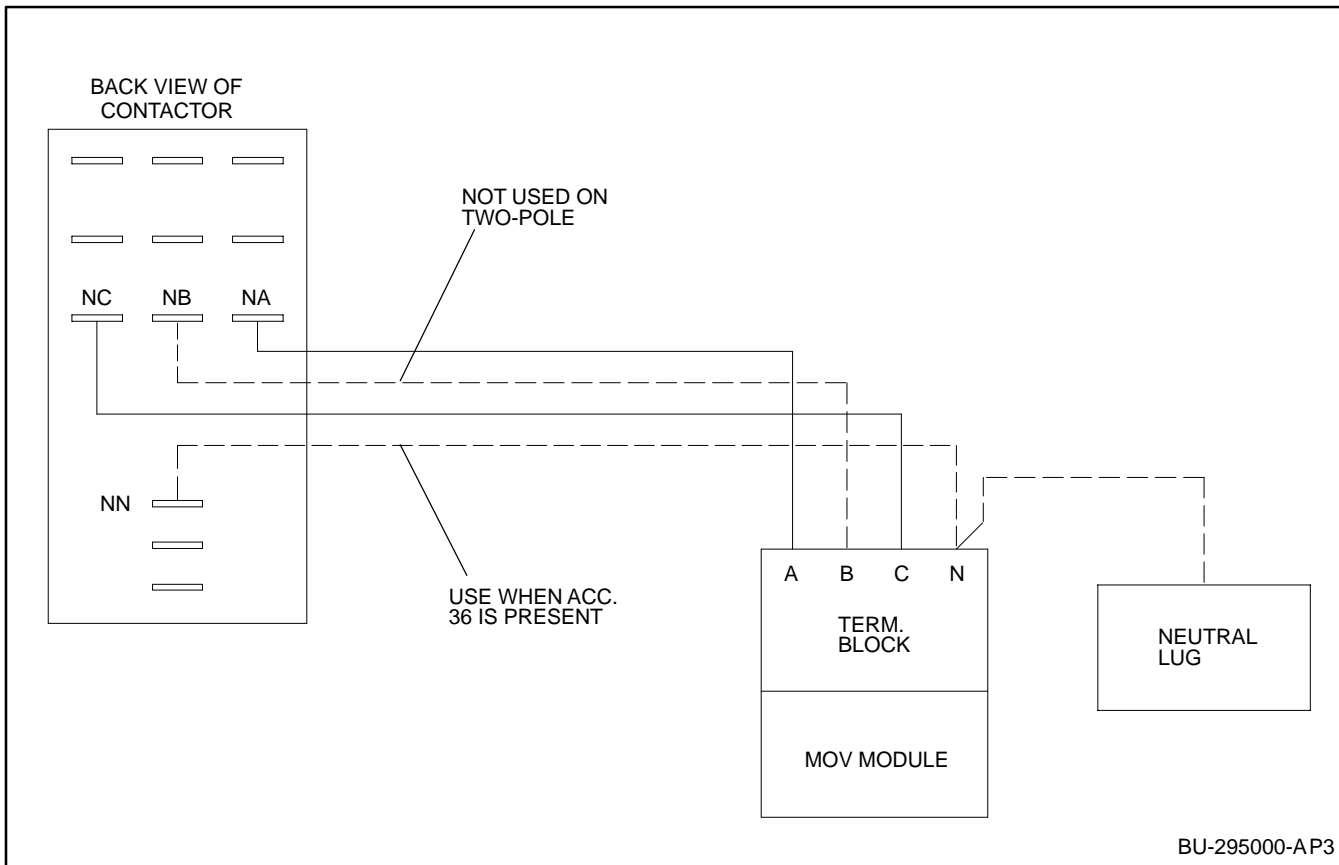 BACK VIEW OF
CONTACTOR
NOT USED ON
TWO-POLE
NC NB NA
NN
USE WHEN ACC.
36 IS PRESENT
A B C N
TERM.
BLOCK
NEUTRAL
LUG
MOV MODULE
BU-295000-AP3